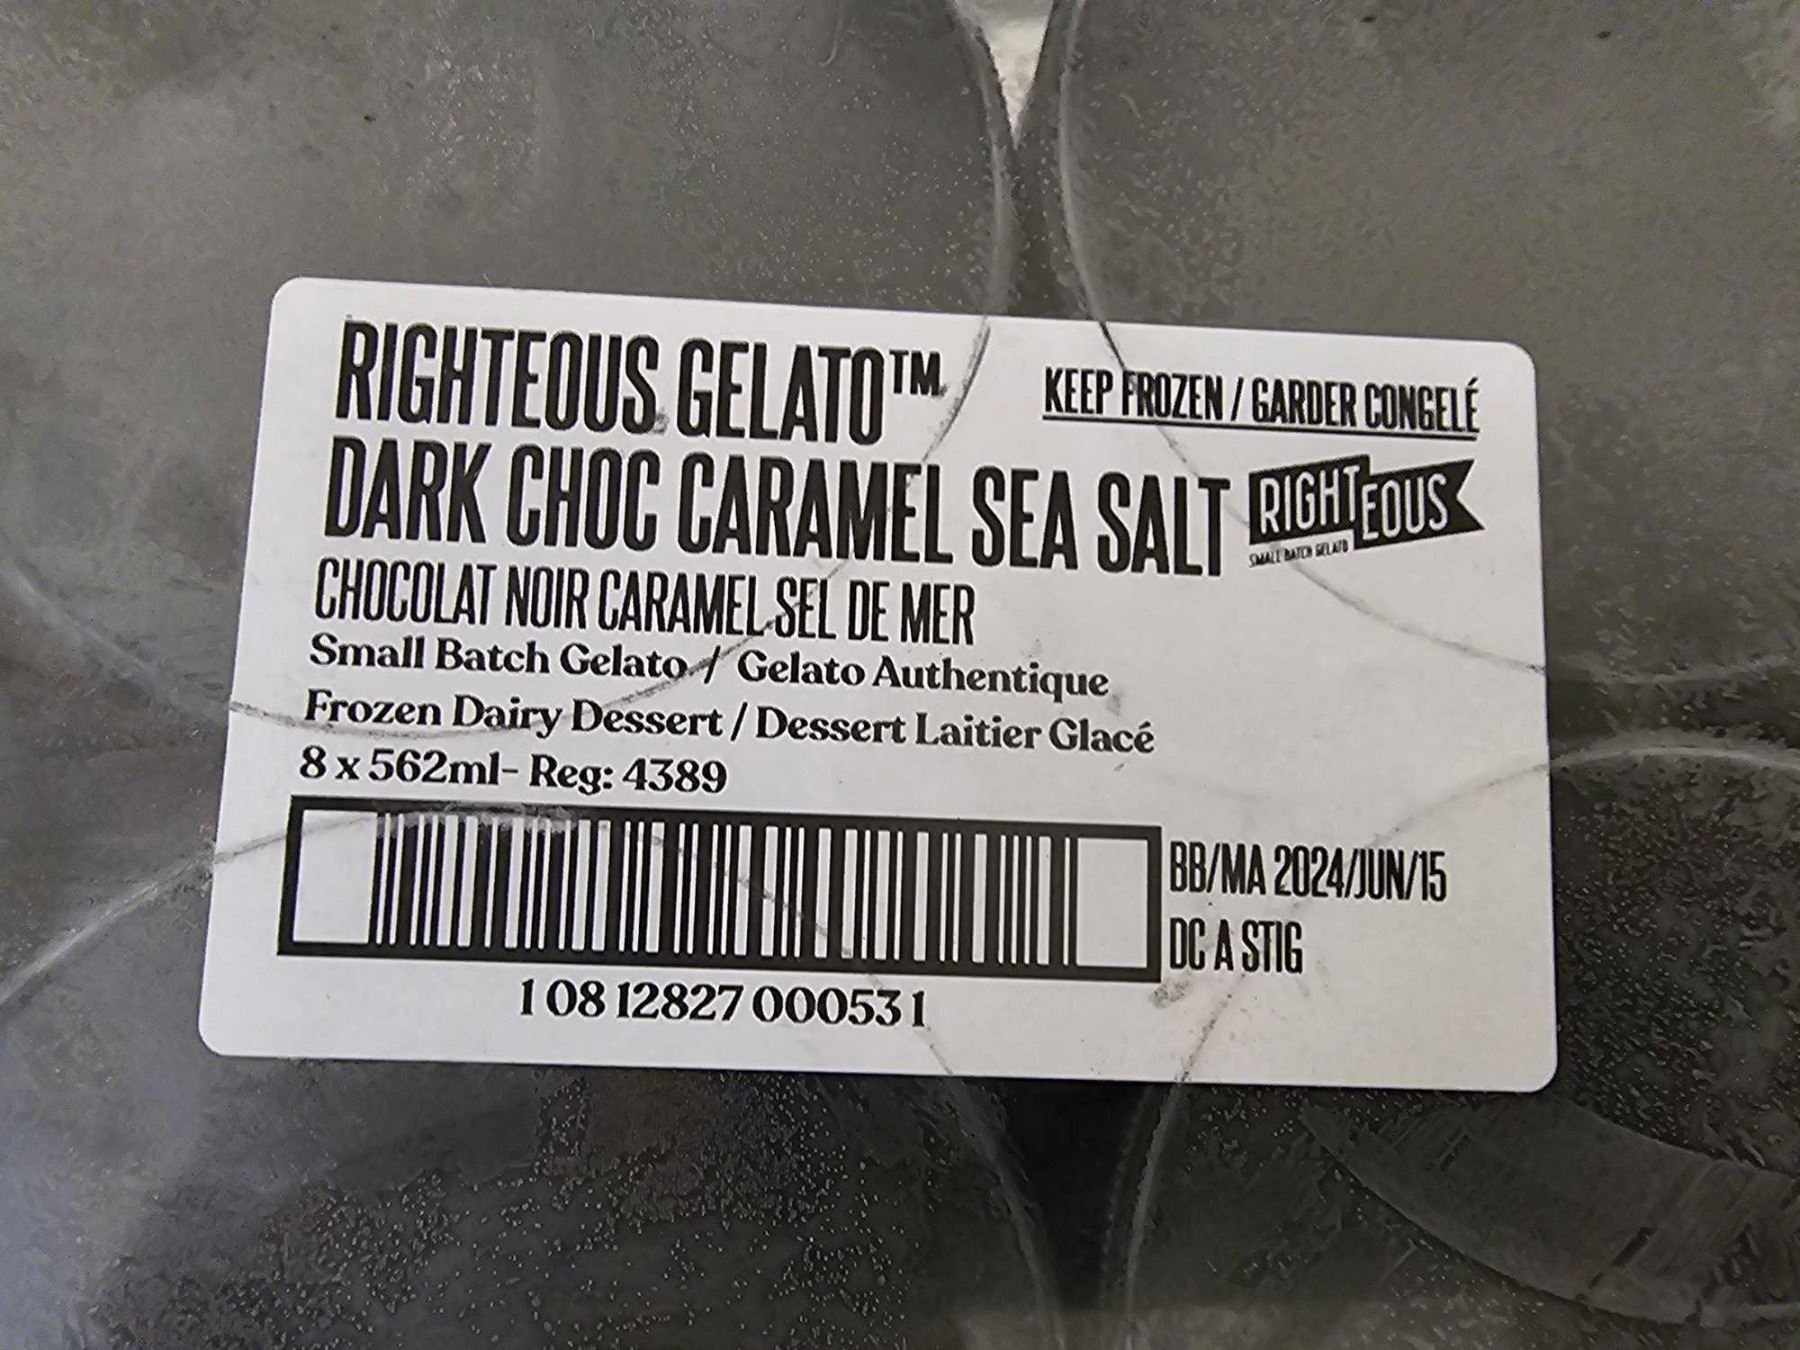 RIGHTEOUS GELATO™
KEEP FROZEN / GARDER CONGELÉ
DARK CHOC CARAMEL SEA SALT
RIGHTEOUS
SMALL BATCH GELATO
CHOCOLAT NOIR CARAMEL SEL DE MER
Small Batch Gelato / Gelato Authentique
Frozen Dairy Dessert / Dessert Laitier Glacé
8 x 562ml- Reg: 4389
BB/MA 2024/JUN/15
DC A STIG
1 08 12827 000531